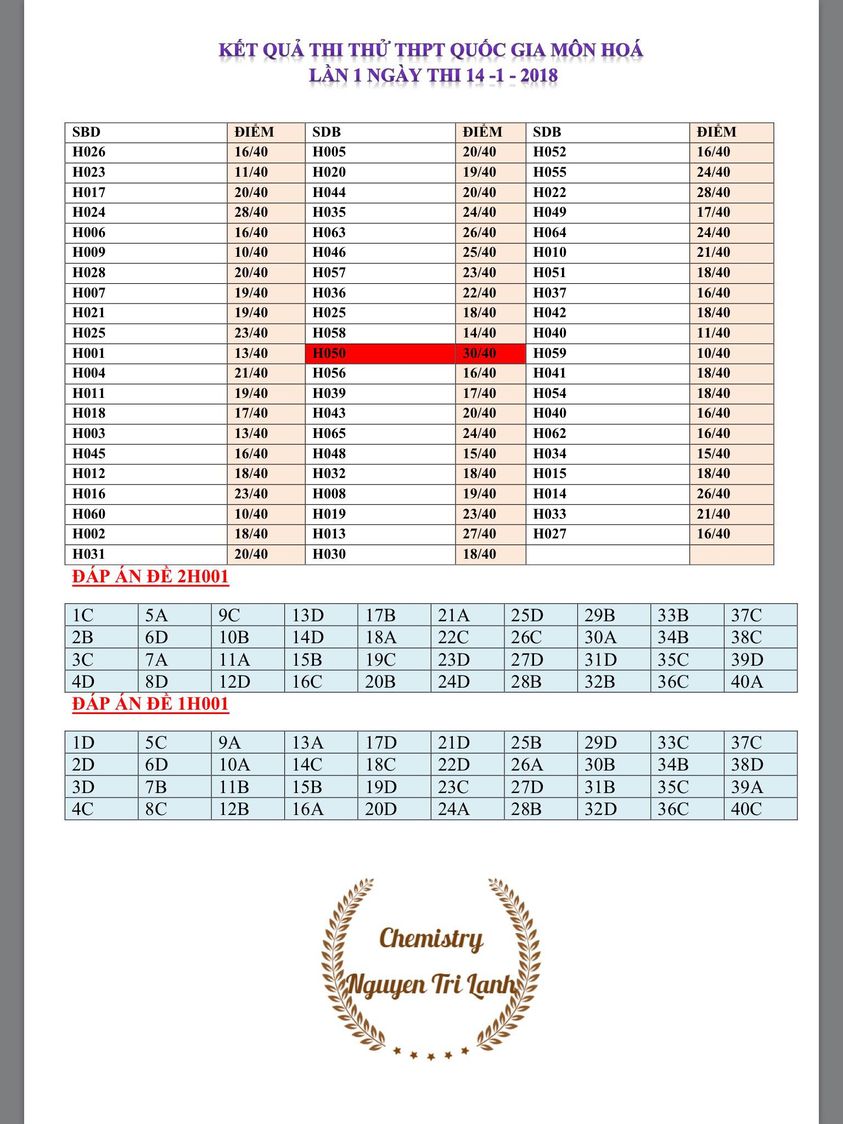 KẾT QUẢ THI THỬ THPT QUỐC GIA MÔN HOÁ
LẦN 1 NGÀY THI 14 -1 - 2018
SBD ĐIỂM SDB ĐIỂM SDB ĐIỂM
H026 16/40 H005 20/40 H052 16/40
H023 11/40 H020 19/40 H055 24/40
H017 20/40 H044 20/40 H022 28/40
H024 28/40 H035 24/40 H049 17/40
H006 16/40 H063 26/40 H064 24/40
H009 10/40 H046 25/40 H010 21/40
H028 20/40 H057 23/40 H051 18/40
H007 19/40 H036 22/40 H037 16/40
H021 19/40 H025 18/40 H042 18/40
H025 23/40 H058 14/40 H040 11/40
H001 13/40 H050 30/40 H059 10/40
H004 21/40 H056 16/40 H041 18/40
H011 19/40 H039 17/40 H054 18/40
H018 17/40 H043 20/40 H040 16/40
H003 13/40 H065 24/40 H062 16/40
H045 16/40 H048 15/40 H034 15/40
H012 18/40 H032 18/40 H015 18/40
H016 23/40 H008 19/40 H014 26/40
H060 10/40 H019 23/40 H033 21/40
H002 18/40 H013 27/40 H027 16/40
H031 20/40 H030 18/40
ĐÁP ÁN ĐỀ 2H001
1C 5A 9C 13D 17B 21A 25D 29B 33B 37C
2B 6D 10B 14D 18A 22C 26C 30A 34B 38C
3C 7A 11A 15B 19C 23D 27D 31D 35C 39D
4D 8D 12D 16C 20B 24D 28B 32B 36C 40A
ĐÁP ÁN ĐỀ 1H001
1D 5C 9A 13A 17D 21D 25B 29D 33C 37C
2D 6D 10A 14C 18C 22D 26A 30B 34B 38D
3D 7B 11B 15B 19D 23C 27D 31B 35C 39A
4C 8C 12B 16A 20D 24A 28B 32D 36C 40C
Chemistry
Nguyen Tri Lanh